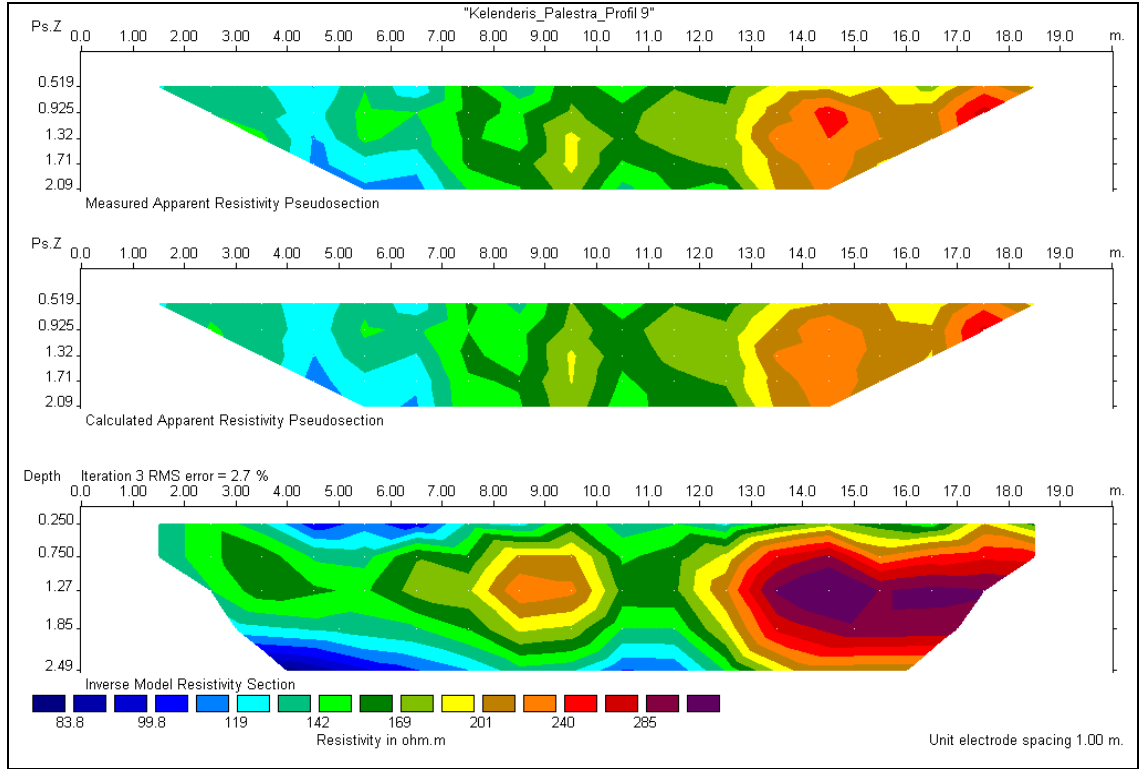 "Kelenderis_Palestra_Profil 9"
Ps.Z 0.0 1.00 2.00 3.00 4.00 5.00 6.00 7.00 8.00 9.00 10.0 11.0 12.0 13.0 14.0 15.0 16.0 17.0 18.0 19.0 m.
0.519
0.925
1.32
1.71
2.09
Measured Apparent Resistivity Pseudosection
Ps.Z 0.0 1.00 2.00 3.00 4.00 5.00 6.00 7.00 8.00 9.00 10.0 11.0 12.0 13.0 14.0 15.0 16.0 17.0 18.0 19.0 m.
0.519
0.925
1.32
1.71
2.09
Calculated Apparent Resistivity Pseudosection
Depth Iteration 3 RMS error = 2.7 %
0.0 1.00 2.00 3.00 4.00 5.00 6.00 7.00 8.00 9.00 10.0 11.0 12.0 13.0 14.0 15.0 16.0 17.0 18.0 19.0 m.
0.250
0.750
1.27
1.85
2.49
Inverse Model Resistivity Section
83.8 99.8 119 142 169 201 240 285
Resistivity in ohm.m
Unit electrode spacing 1.00 m.